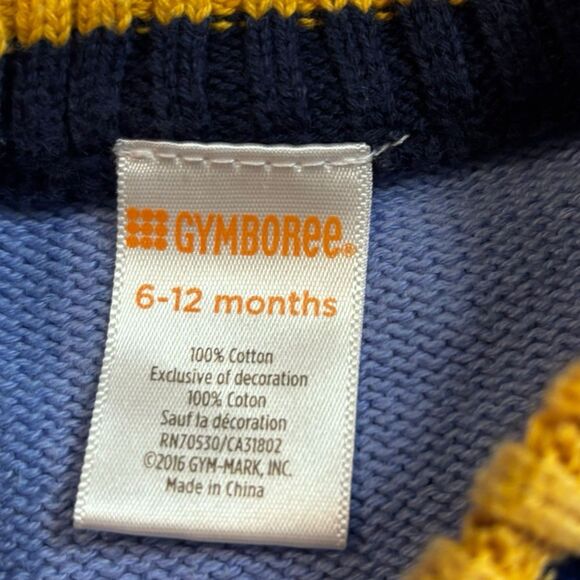 GYMBOREE®
6-12 months
100% Cotton
Exclusive of decoration
100% Coton
Sauf la décoration
RN70530/CA31802
©2016 GYM-MARK, INC.
Made in China